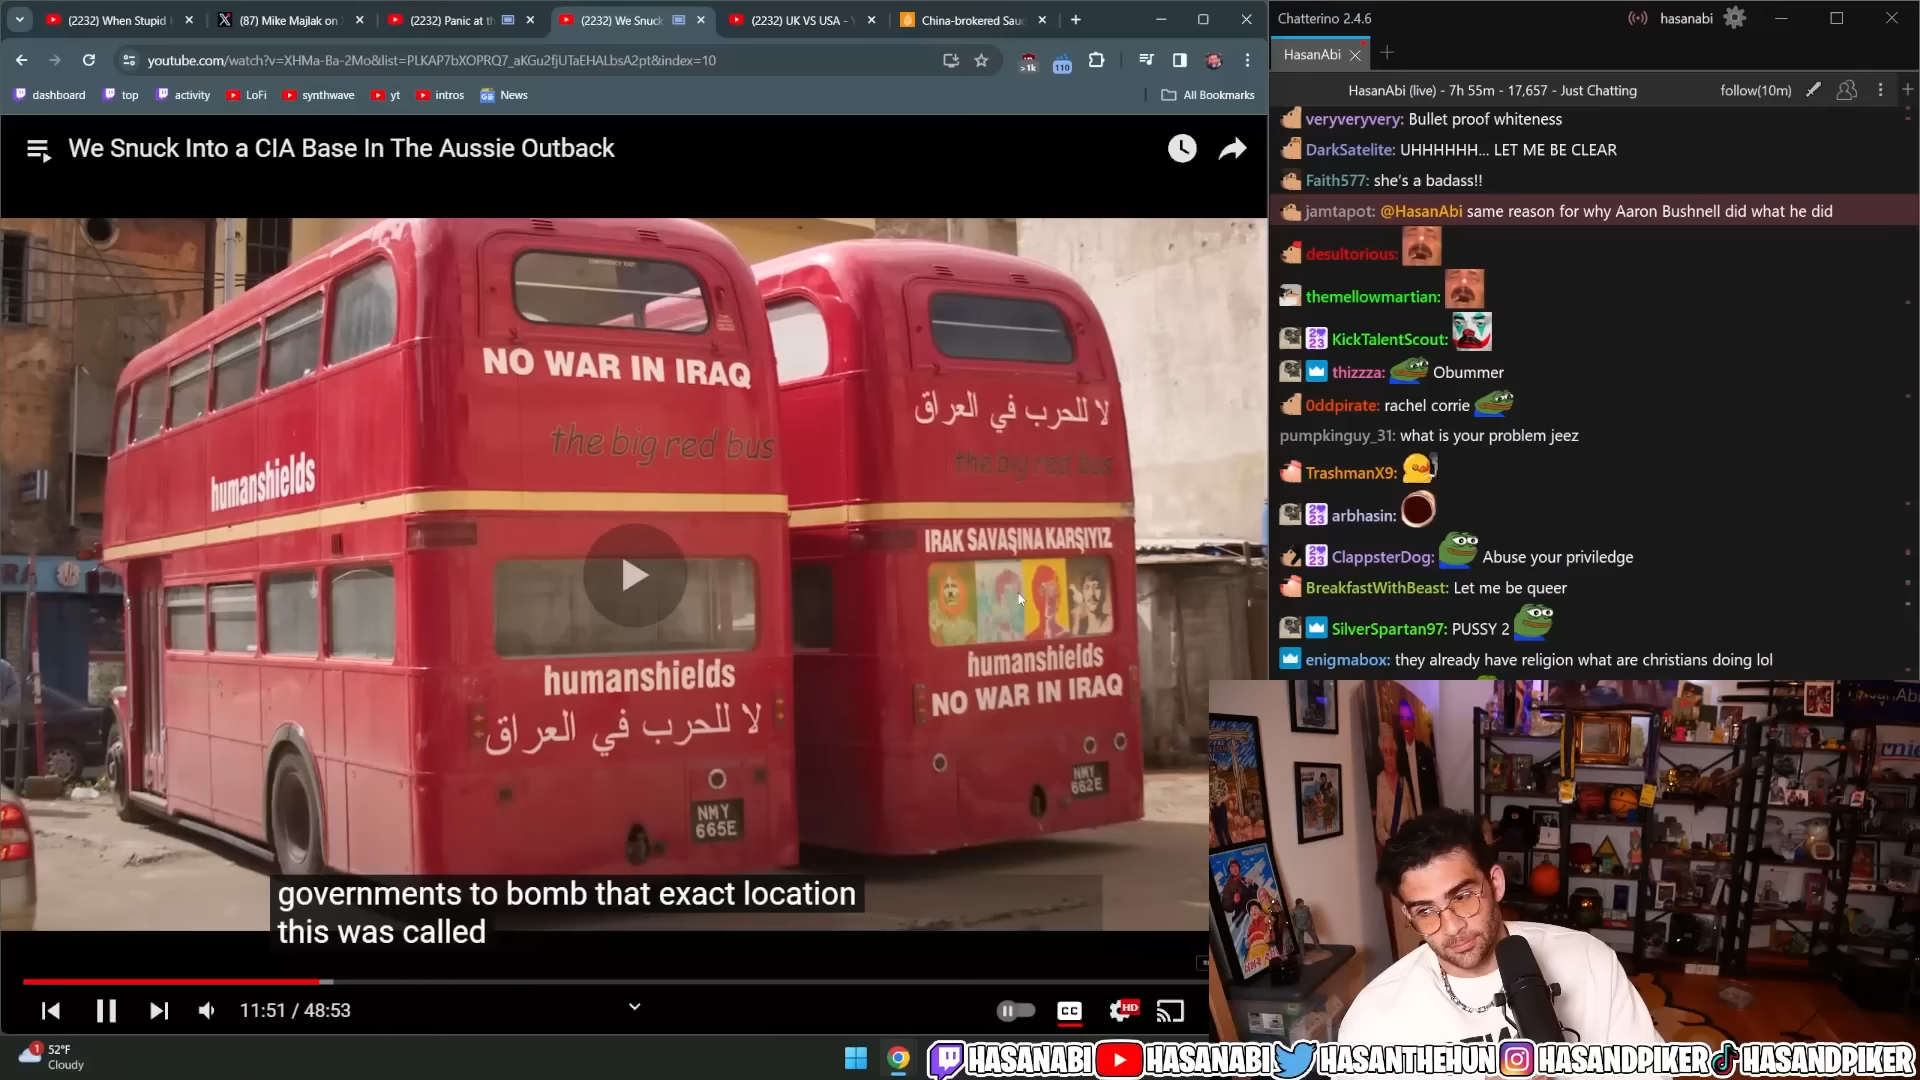 (2232) When Stupid
(87) Mike Majlak on
(2232) Panic at th
(2232) We Snuck
(2232) UK VS USA -
China-brokered Saud
youtube.com/watch?v=XHMa-Ba-2Mo&list=PLKAP7bXOPRQ7_aKGu2fjUTaEHALbsA2pt&index=10
>1k
110
dashboard
top
activity
LoFi
synthwave
yt
intros
News
All Bookmarks
We Snuck Into a CIA Base In The Aussie Outback
NO WAR IN IRAQ
the big red bus
humanshields
humanshields
لا للحرب في العراق
NMY
665E
لا للحرب في العراق
the big red bus
IRAK SAVAŞINA KARŞIYIZ
humanshields
NO WAR IN IRAQ
NMY
662E
governments to bomb that exact location
this was called
11:51 / 48:53
CC
HD
1
52°F
Cloudy
Chatterino 2.4.6
hasanabi
HasanAbi
HasanAbi (live) - 7h 55m - 17,657 - Just Chatting
follow(10m)
veryveryvery: Bullet proof whiteness
DarkSatelite: UHHHHHH... LET ME BE CLEAR
Faith577: she's a badass!!
jamtapot: @HasanAbi same reason for why Aaron Bushnell did what he did
desultorious:
themellowmartian:
KickTalentScout:
thizzza: Obummer
0ddpirate: rachel corrie
pumpkinguy_31: what is your problem jeez
TrashmanX9:
arbhasin:
ClappsterDog: Abuse your priviledge
BreakfastWithBeast: Let me be queer
SilverSpartan97: PUSSY 2
enigmabox: they already have religion what are christians doing lol
HASANABI
HASANABI
HASANTHEHUN
HASANDPIKER
HASANDPIKER